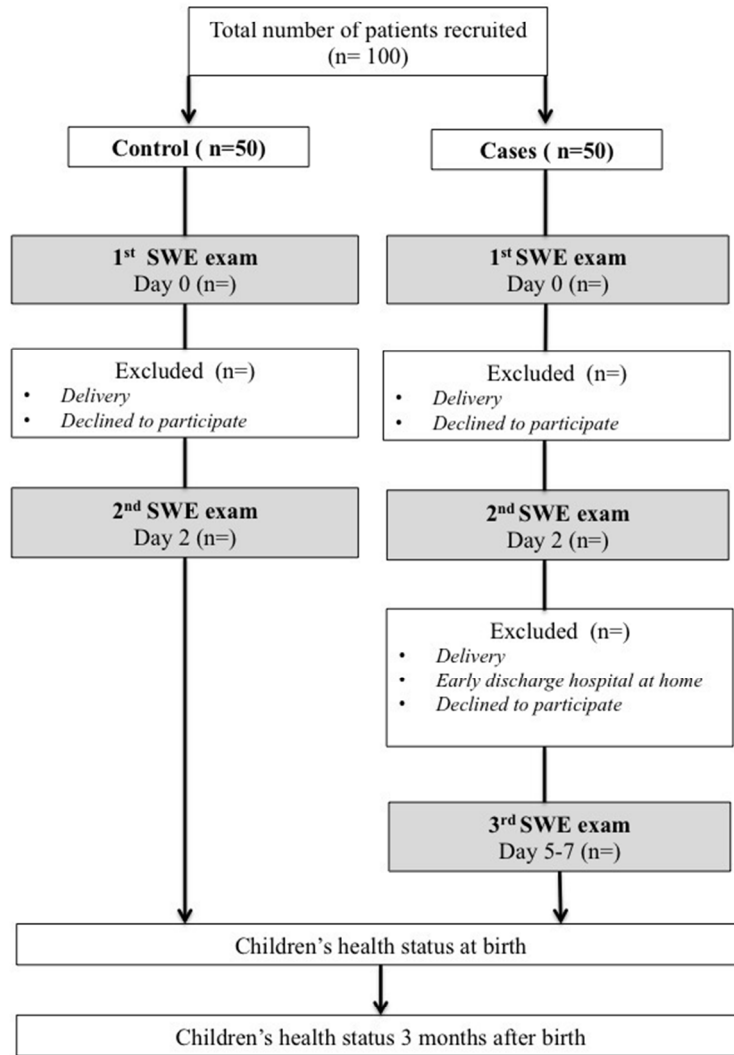 Total number of patients recruited
(n= 100)
Control ( n=50)
Cases ( n=50)
1st SWE exam
Day 0 (n=)
1st SWE exam
Day 0 (n=)
Excluded (n=)
• Delivery
• Declined to participate
Excluded (n=)
• Delivery
• Declined to participate
2nd SWE exam
Day 2 (n=)
2nd SWE exam
Day 2 (n=)
Excluded (n=)
• Delivery
• Early discharge hospital at home
• Declined to participate
3rd SWE exam
Day 5-7 (n=)
Children’s health status at birth
Children’s health status 3 months after birth